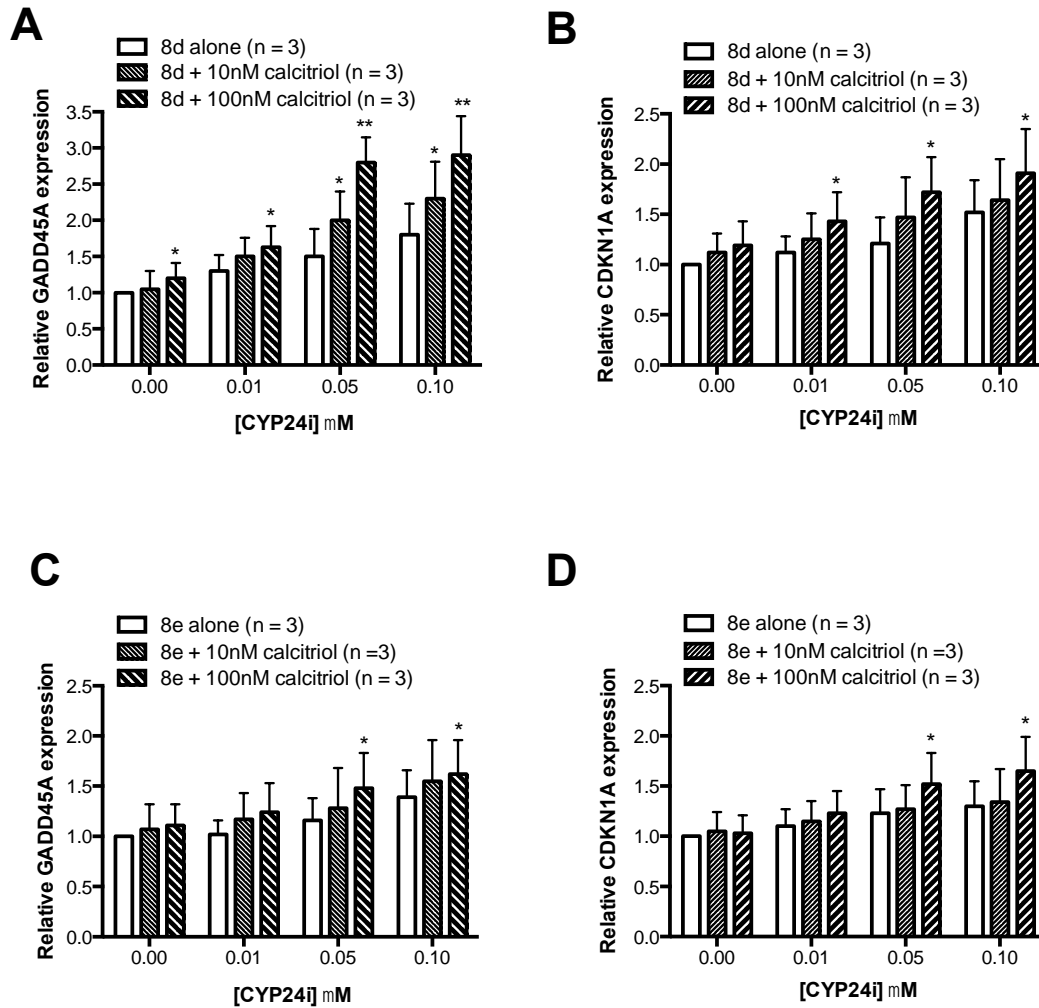 A
8d alone (n = 3)
8d + 10nM calcitriol (n = 3)
8d + 100nM calcitriol (n = 3)
Relative GADD45A expression
3.5
3.0
2.5
2.0
1.5
1.0
0.5
0.0
* * * * ** * **
0.00 0.01 0.05 0.10
[CYP24i] mM
B
8d alone (n = 3)
8d + 10nM calcitriol (n = 3)
8d + 100nM calcitriol (n = 3)
Relative CDKN1A expression
2.5
2.0
1.5
1.0
0.5
0.0
* * *
0.00 0.01 0.05 0.10
[CYP24i] mM
C
8e alone (n = 3)
8e + 10nM calcitriol (n =3)
8e + 100nM calcitriol (n = 3)
Relative GADD45A expression
2.5
2.0
1.5
1.0
0.5
0.0
* *
0.00 0.01 0.05 0.10
[CYP24i] mM
D
8e alone (n = 3)
8e + 10nM calcitriol (n =3)
8e + 100nM calcitriol (n = 3)
Relative CDKN1A expression
2.5
2.0
1.5
1.0
0.5
0.0
* *
0.00 0.01 0.05 0.10
[CYP24i] mM